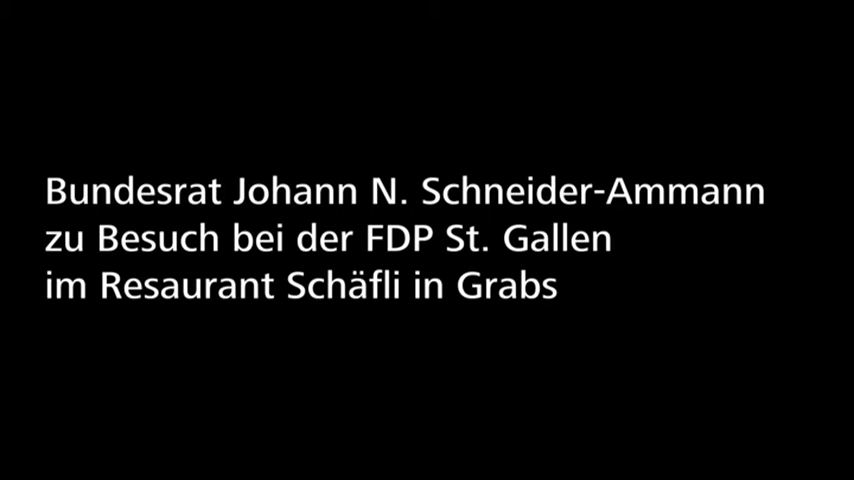 Bundesrat Johann N. Schneider-Ammann
zu Besuch bei der FDP St. Gallen
im Resaurant Schäfli in Grabs